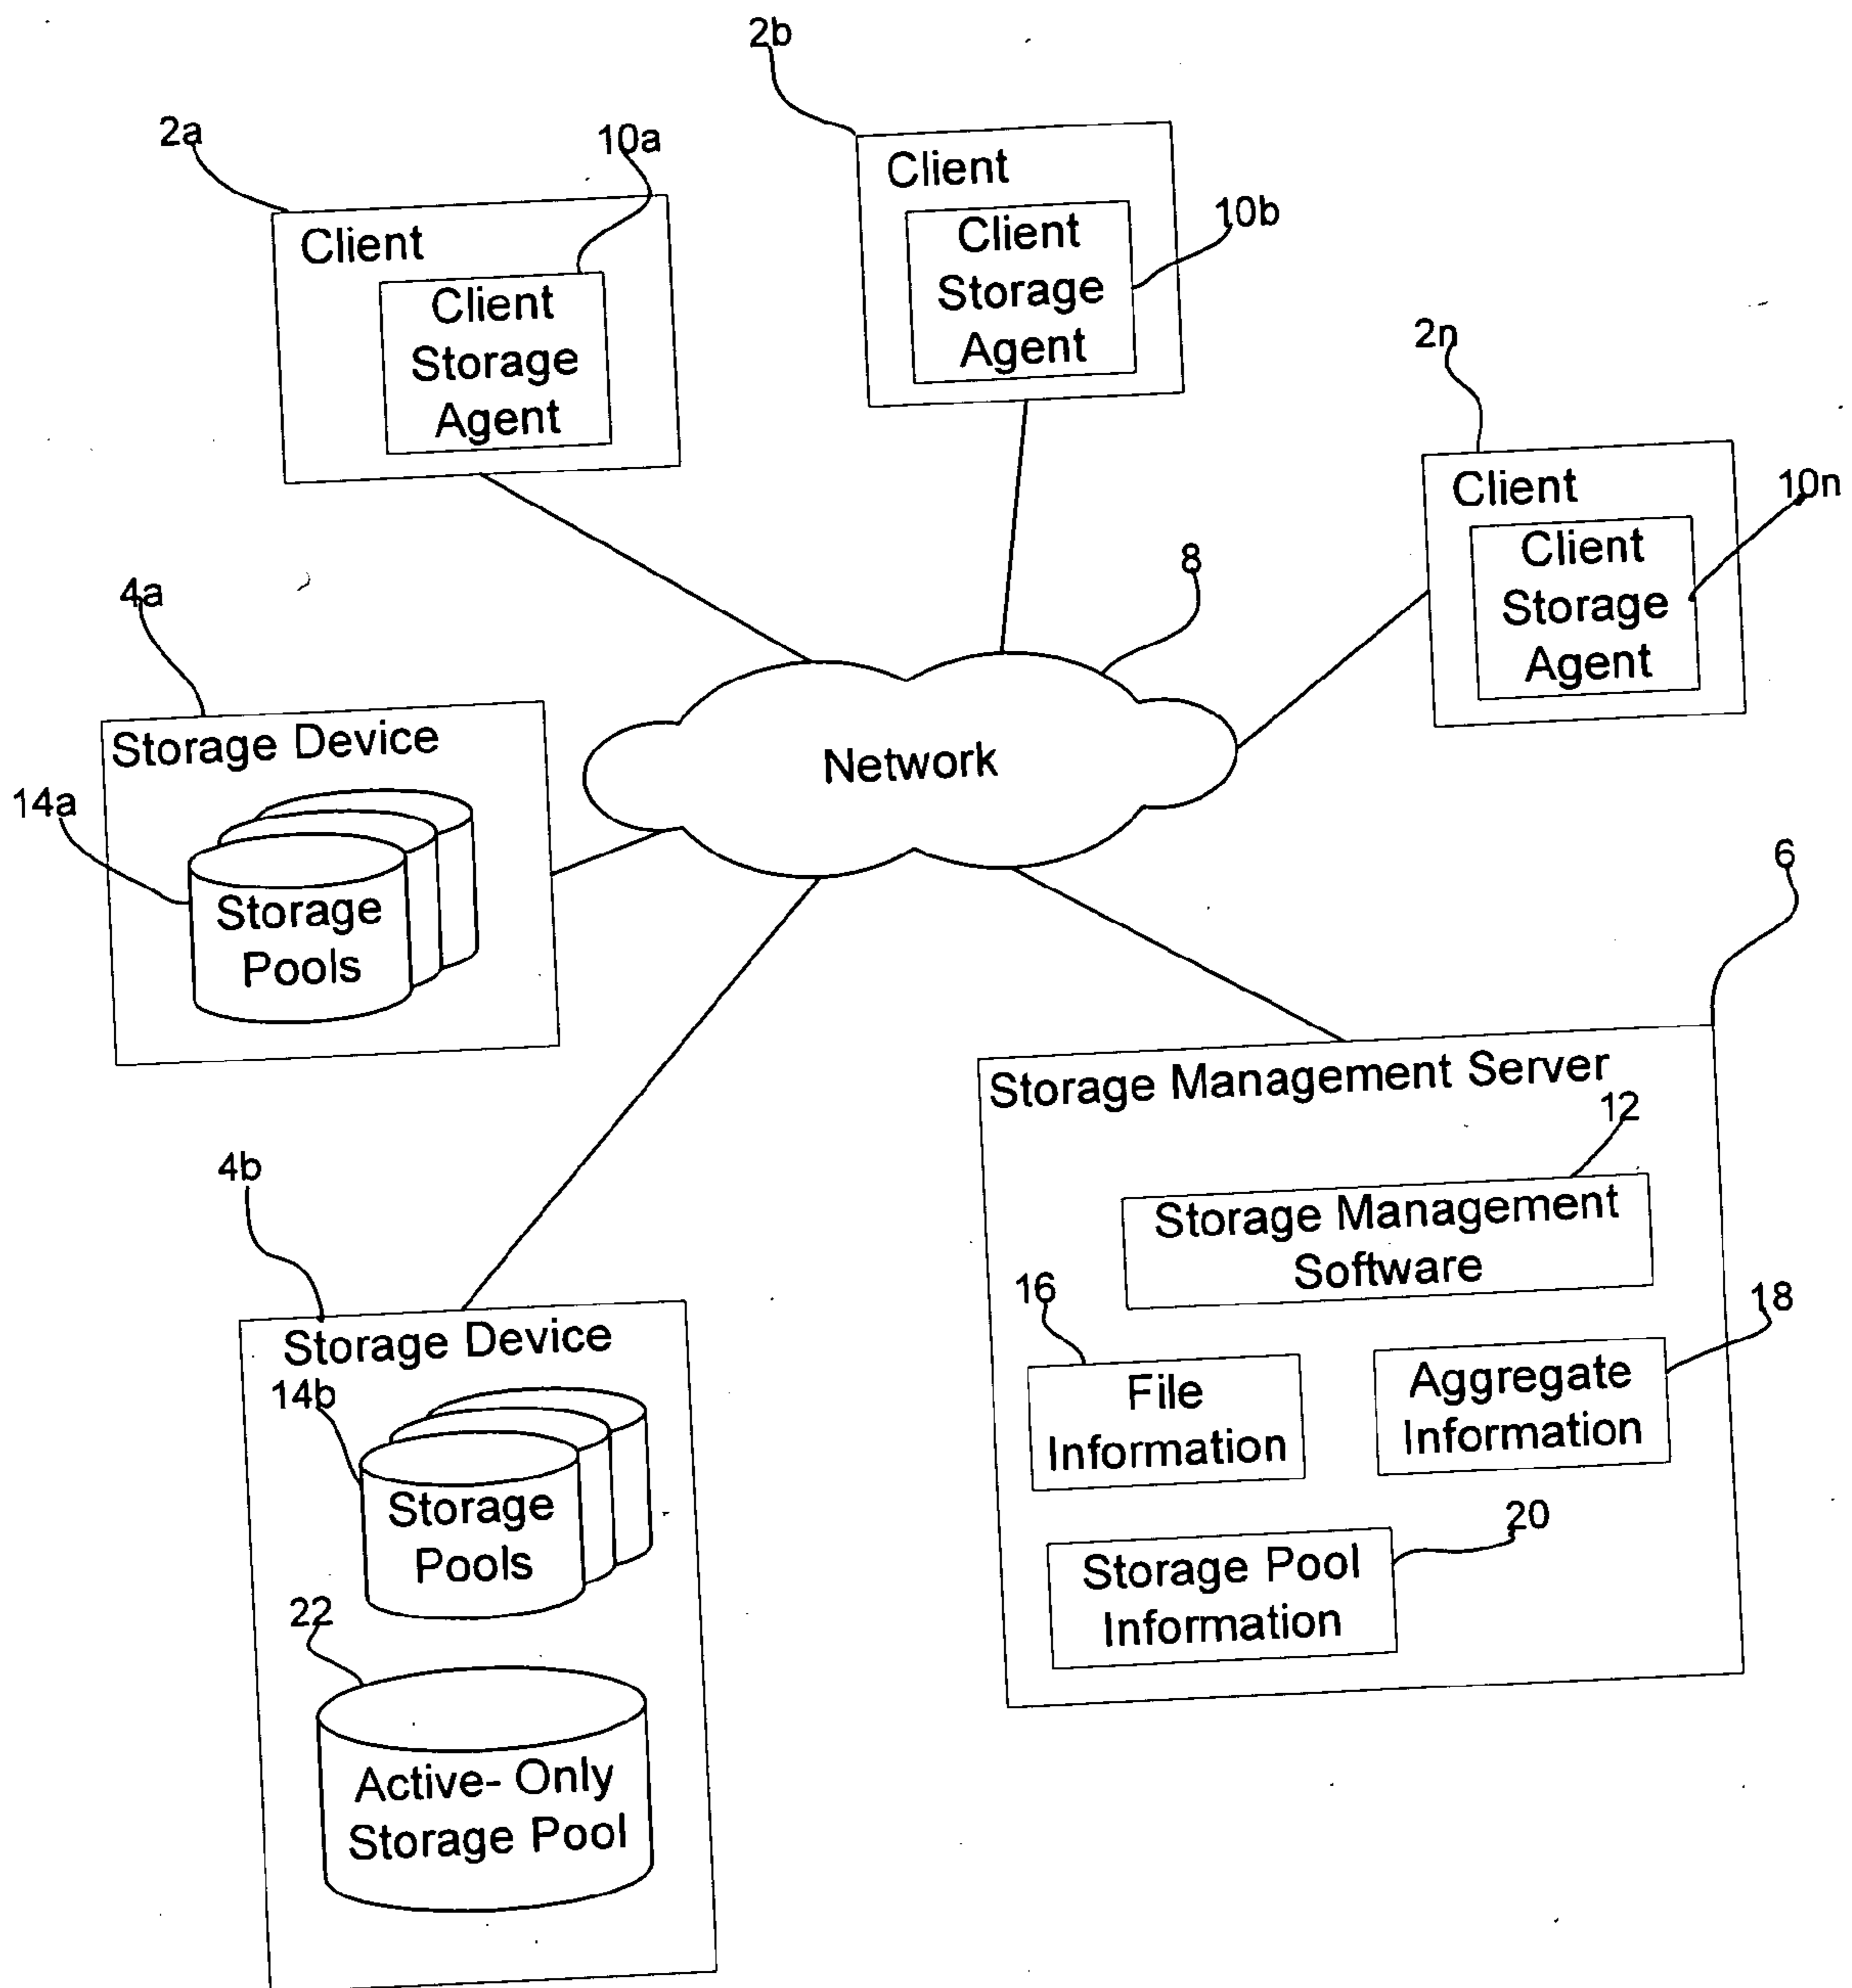 2b
2a
10a
Client
Client
Storage
Agent
Client
Client
Storage
Agent
10b
2n
Client
10n
Client
Storage
Agent
8
4a
Storage Device
14a
Storage
Pools
Network
6
Storage Management Server
12
Storage Management
Software
16
18
File
Information
Aggregate
Information
20
Storage Pool
Information
4b
Storage Device
14b
Storage
Pools
22
Active- Only
Storage Pool